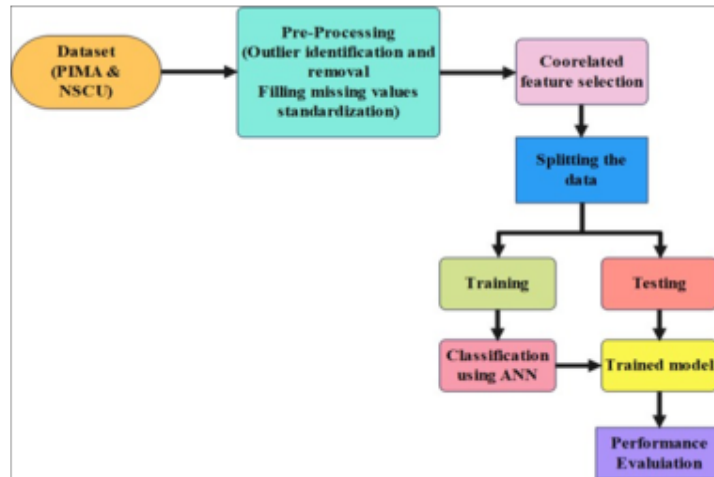 Dataset
(PIMA &
NSCU)
Pre-Processing
(Outlier identification and
removal
Filling missing values
standardization)
Coorelated
feature selection
Splitting the
data
Training
Testing
Classification
using ANN
Trained model
Performance
Evaluiation